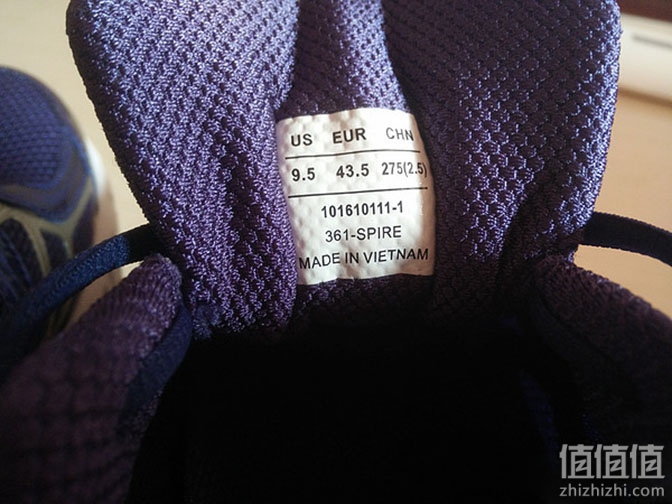 US EUR CHN
9.5 43.5 275(2.5)
101610111-1
361-SPIRE
MADE IN VIETNAM
值值值
zhizhizhi.com